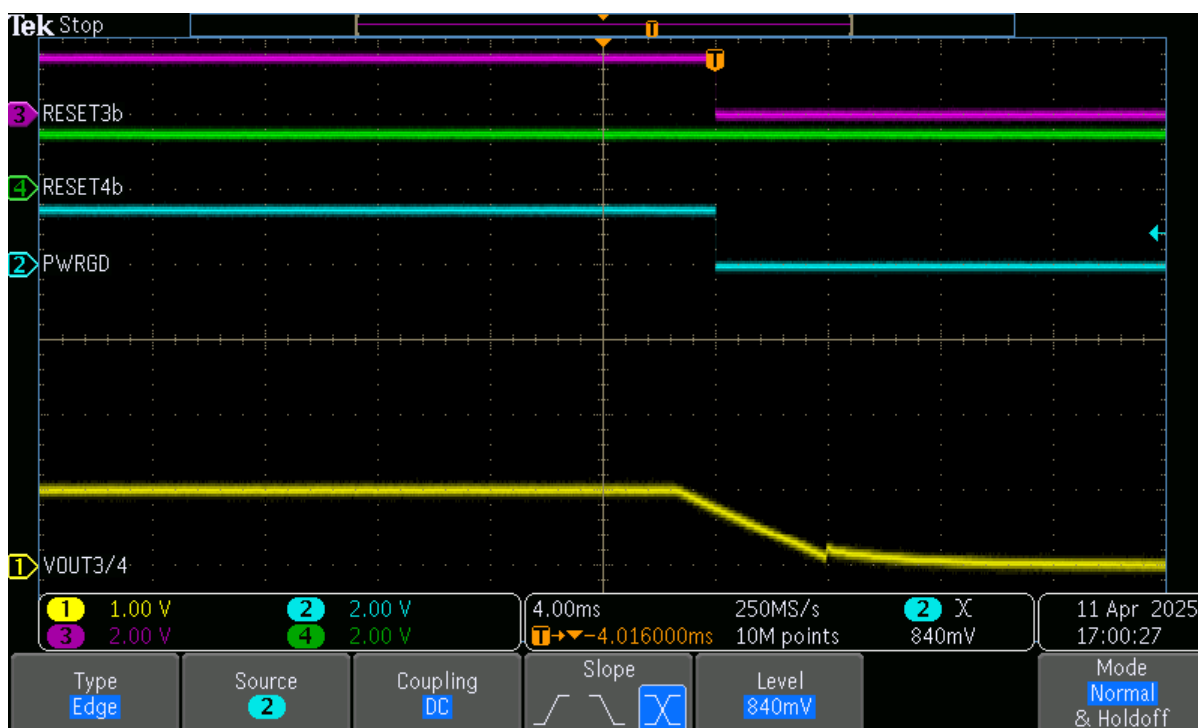 Tek Stop
T
T
3 RESET3b
4 RESET4b
2 PWRGD
1 VOUT3/4
1 1.00 V 2 2.00 V
3 2.00 V 4 2.00 V
4.00ms 250MS/s
T→▼-4.016000ms 10M points
2 X
840mV
11 Apr 2025
17:00:27
Type
Edge
Source
2
Coupling
DC
Slope
Level
840mV
Mode
Normal
& Holdoff